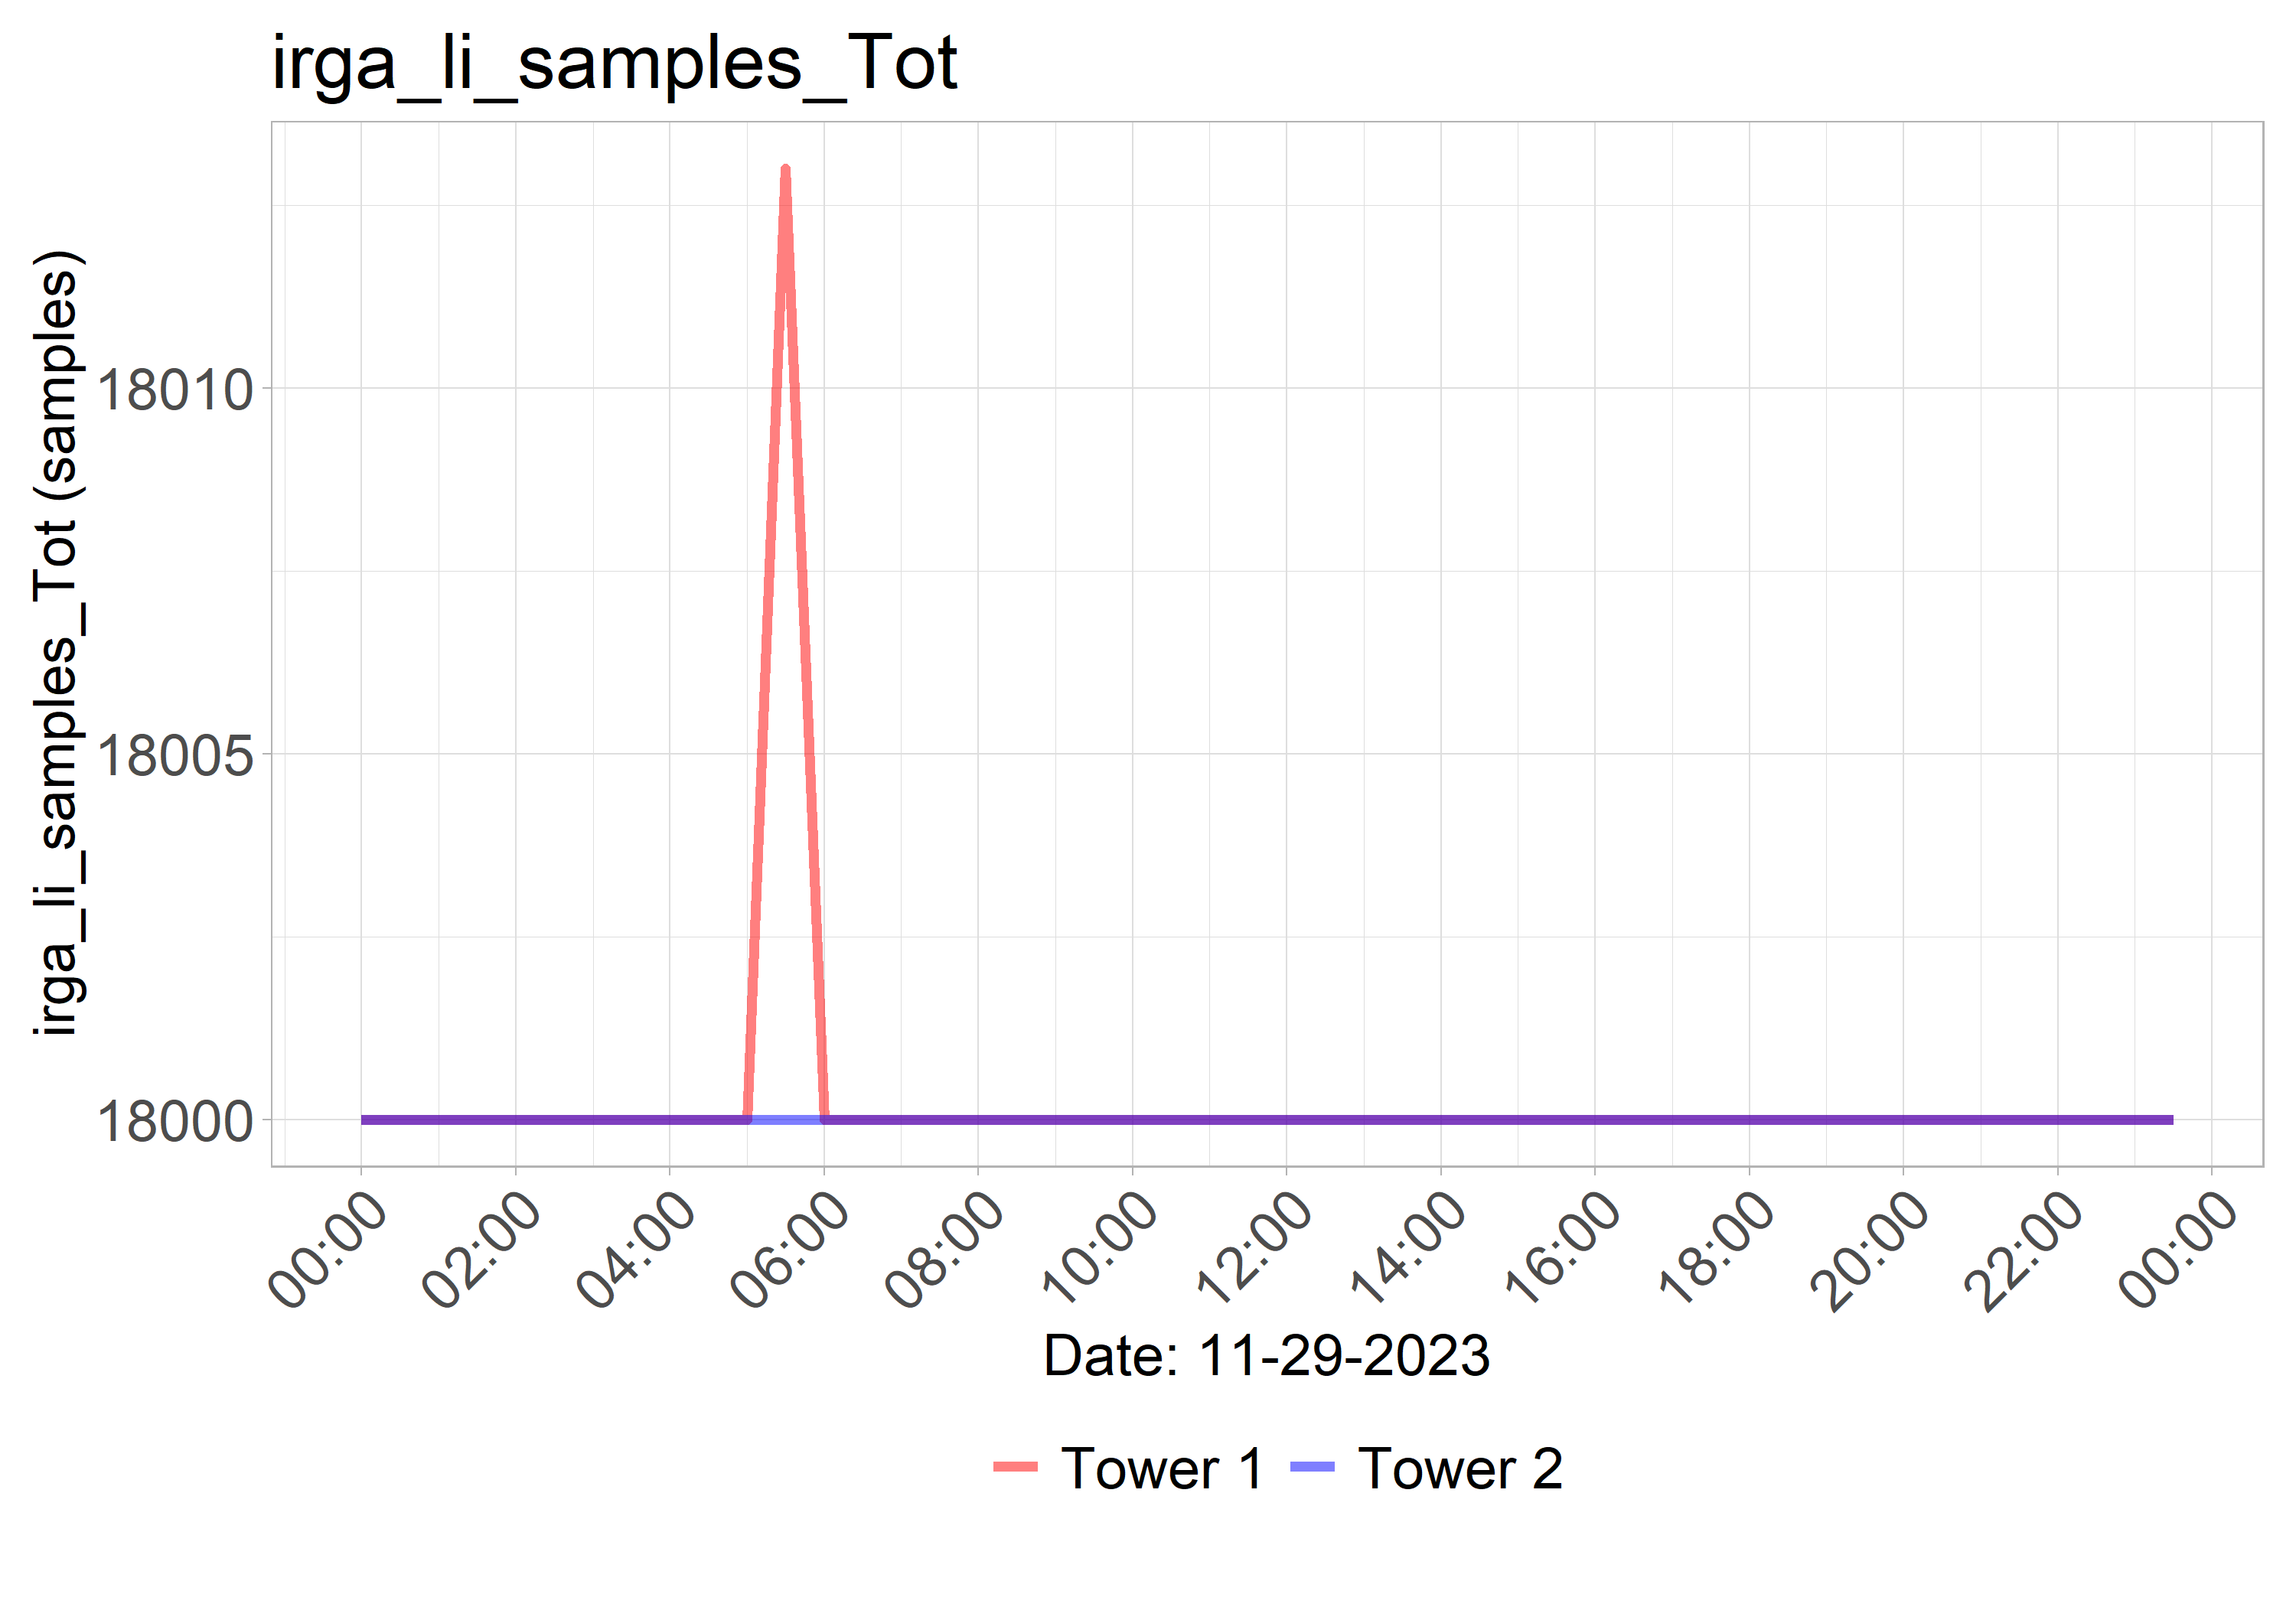 irga_li_samples_Tot
irga_li_samples_Tot (samples)
18010
18005
18000
00:00 02:00 04:00 06:00 08:00 10:00 12:00 14:00 16:00 18:00 20:00 22:00 00:00
Date: 11-29-2023
Tower 1 Tower 2